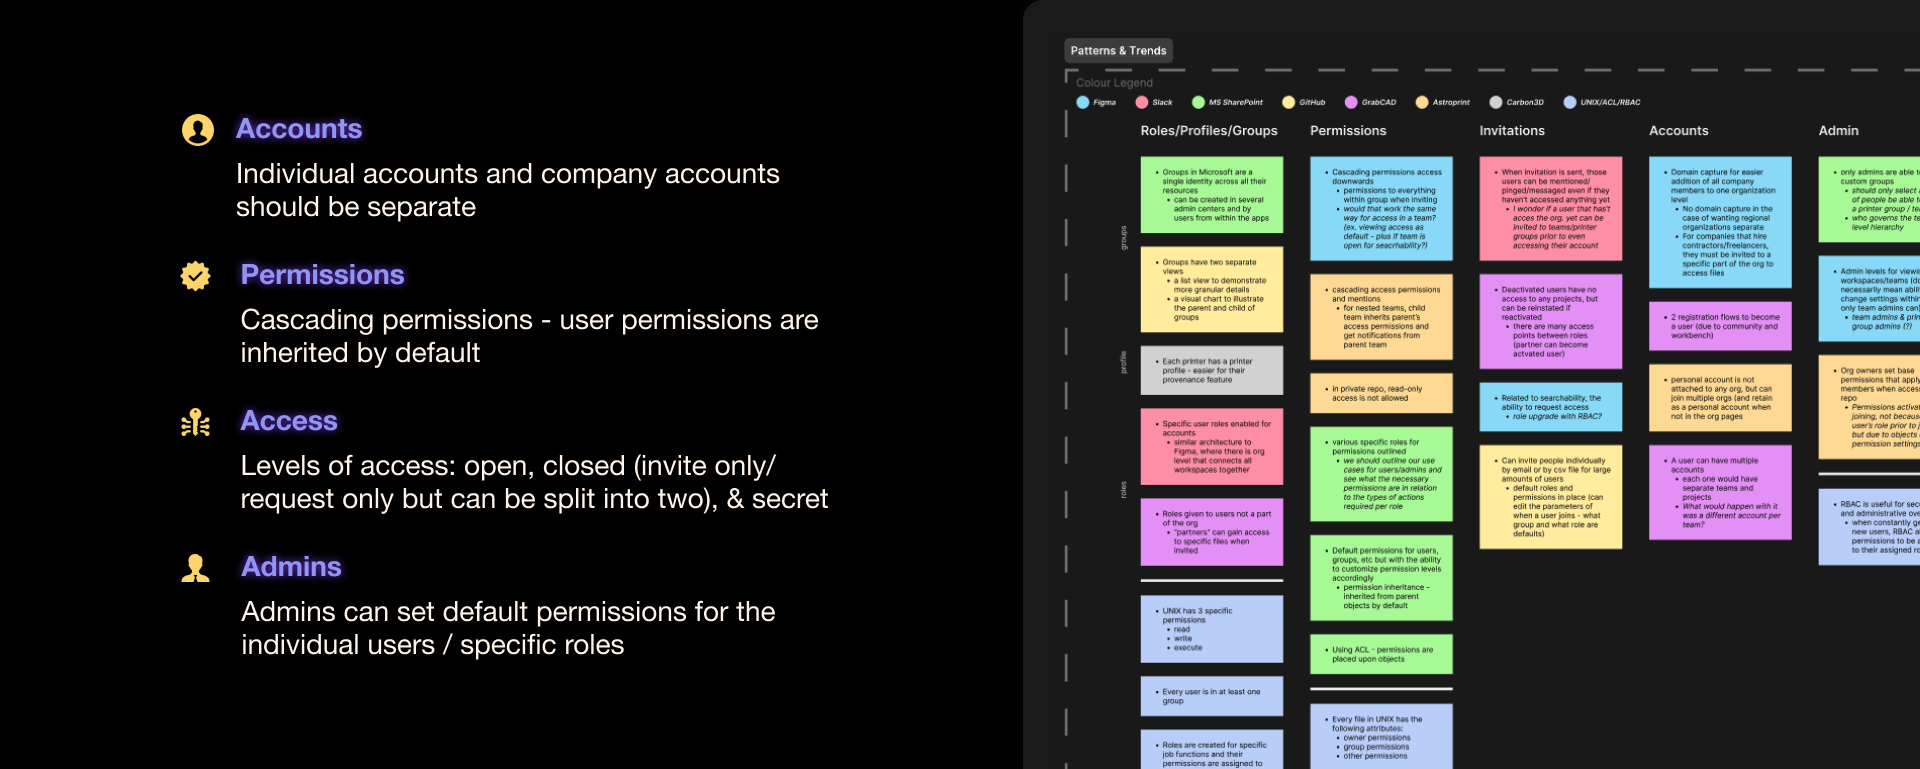 Accounts
Individual accounts and company accounts
should be separate
Permissions
Cascading permissions - user permissions are
inherited by default
Access
Levels of access: open, closed (invite only/
request only but can be split into two), & secret
Admins
Admins can set default permissions for the
individual users / specific roles
Patterns & Trends
Colour Legend
Figma
Slack
MS SharePoint
GitHub
GrabCAD
Astroprint
Carbon3D
UNIX/ACL/RBAC
Roles/Profiles/Groups
groups
profile
roles
• Groups in Microsoft are a
single identity across all their
resources
• can be created in several
admin centers and by
users from within the apps
• Groups have two separate
views
• a list view to demonstrate
more granular details
• a visual chart to illustrate
the parent and child of
groups
• Each printer has a printer
profile - easier for their
provenance feature
• Specific user roles enabled for
accounts
• similar architecture to
Figma, where there is org
level that connects all
workspaces together
• Roles given to users not a part
of the org
• "partners" can gain access
to specific files when
invited
• UNIX has 3 specific
permissions
• read
• write
• execute
• Every user is in at least one
group
• Roles are created for specific
job functions and their
permissions are assigned to
Permissions
• Cascading permissions access
downwards
• permissions to everything
within group when inviting
• would that work the same
way for access in a team?
(ex. viewing access as
default - plus if team is
open for seacrhability?)
• cascading access permissions
and mentions
• for nested teams, child
team inherits parent's
access permissions and
get notifications from
parent team
• in private repo, read-only
access is not allowed
• various specific roles for
permissions outlined
• we should outline our use
cases for users/admins and
see what the necessary
permissions are in relation
to the types of actions
required per role
• Default permissions for users,
groups, etc but with the ability
to customize permission levels
accordingly
• permission inheritance -
inherited from parent
objects by default
• Using ACL - permissions are
placed upon objects
• Every file in UNIX has the
following attributes:
• owner permissions
• group permissions
• other permissions
Invitations
• When invitation is sent, those
users can be mentioned/
pinged/messaged even if they
haven't accessed anything yet
• I wonder if a user that has't
acces the org. yet can be
invited to teams/printer
groups prior to even
accessing their account
• Deactivated users have no
access to any projects, but
can be reinstated if
reactivated
• there are many access
points between roles
(partner can become
actvated user)
• Related to searchability, the
ability to request access
• role upgrade with RBAC?
• Can invite people individually
by email or by csv file for large
amounts of users
• default roles and
permissions in place (can
edit the parameters of
when a user joins - what
group and what role are
defaults)
Accounts
• Domain capture for easier
addition of all company
members to one organization
level
• No domain capture in the
case of wanting regional
organizations separate
• For companies that hire
contractors/freelancers,
they must be invited to a
specific part of the org to
access files
• 2 registration flows to become
a user (due to community and
workbench)
• personal account is not
attached to any org, but can
join multiple orgs (and retain
as a personal account when
not in the org pages
• A user can have multiple
accounts
• each one would have
separate teams and
projects
• What would happen with it
was a different account per
team?
Admin
• only admins are able t
custom groups
• should only select
of people be able t
a printer group / te
• who governs the te
level hierarchy
• Admin levels for viewi
workspaces/teams (do
necessarily mean abili
change settings within
only team admins can
• team admins & prin
group admins (?)
• Org owners set base
permissions that apply
members when access
repo
• Permissions activa
joining, not becaus
user's role prior to j
but due to objects
permission settings
• RBAC is useful for sec
and administrative ove
• when constantly ge
new users, RBAC a
permissions to be a
to their assigned ro